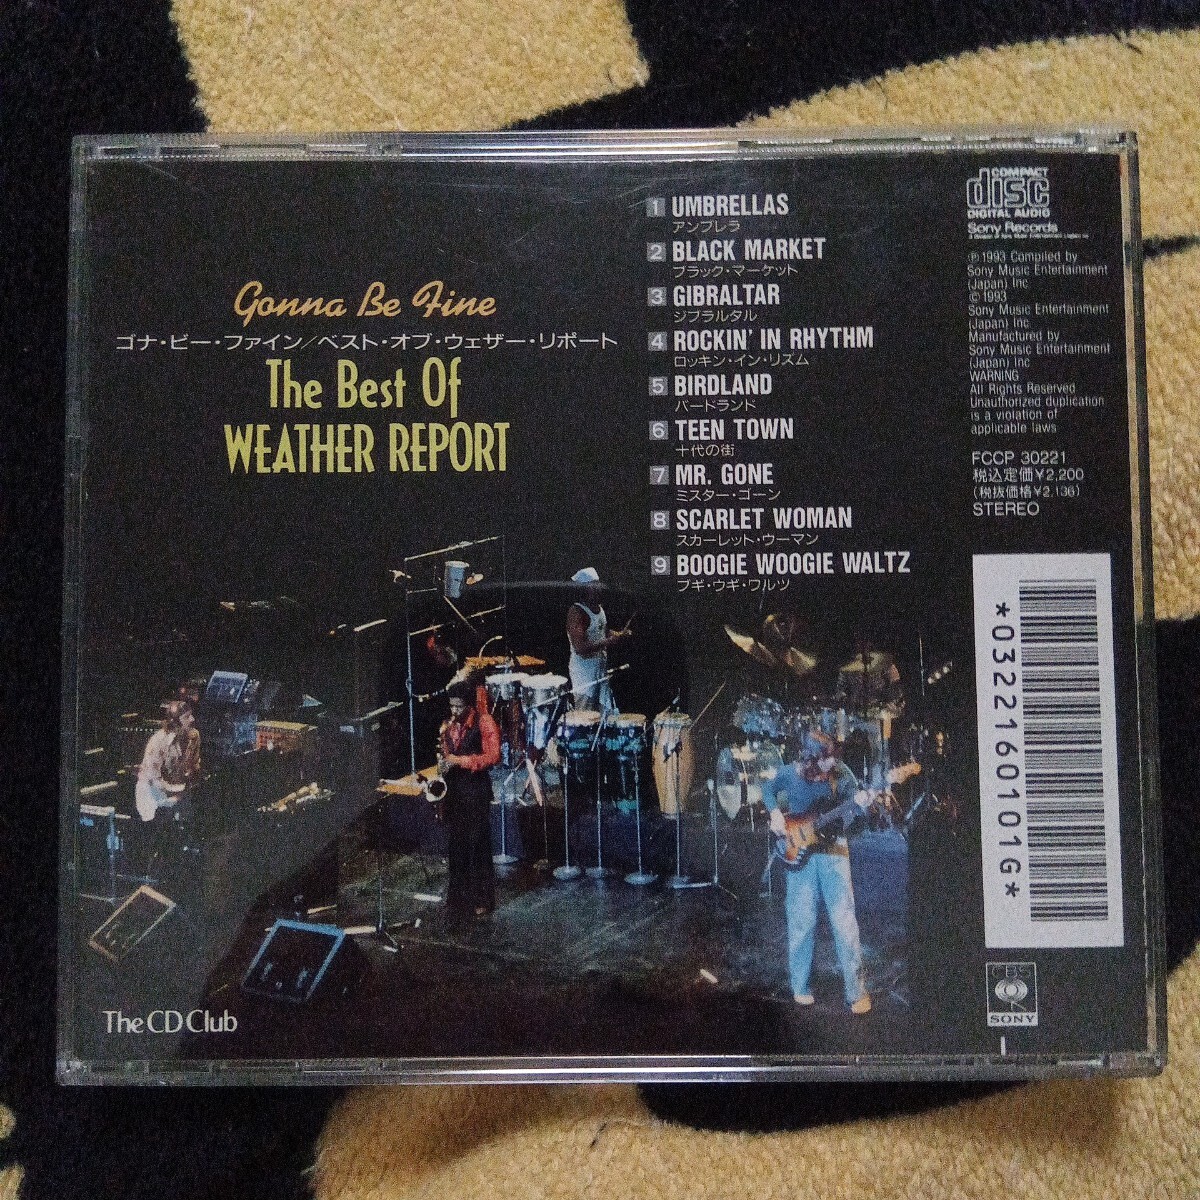 Gonna Be Fine
ゴナ・ビー・ファイン/ベスト・オブ・ウェザー・リポート
The Best Of
WEATHER REPORT
1 UMBRELLAS
アンブレラ
2 BLACK MARKET
ブラック・マーケット
3 GIBRALTAR
ジブラルタル
4 ROCKIN' IN RHYTHM
ロッキン・イン・リズム
5 BIRDLAND
バードランド
6 TEEN TOWN
十代の街
7 MR. GONE
ミスター・ゴーン
8 SCARLET WOMAN
スカーレット・ウーマン
9 BOOGIE WOOGIE WALTZ
ブギ・ウギ・ワルツ
COMPACT
disc
DIGITAL AUDIO
Sony Records
℗ 1993 Compiled by
Sony Music Entertainment
(Japan) Inc
© 1993
Sony Music Entertainment
(Japan) Inc.
Manufactured by
Sony Music Entertainment
(Japan) Inc
WARNING
All Rights Reserved
Unauthorized duplication
is a violation of
applicable laws
FCCP 30221
税込定価¥2,200
(税抜価格¥2,136)
STEREO
*0322160101G*
CBS
SONY
The CD Club